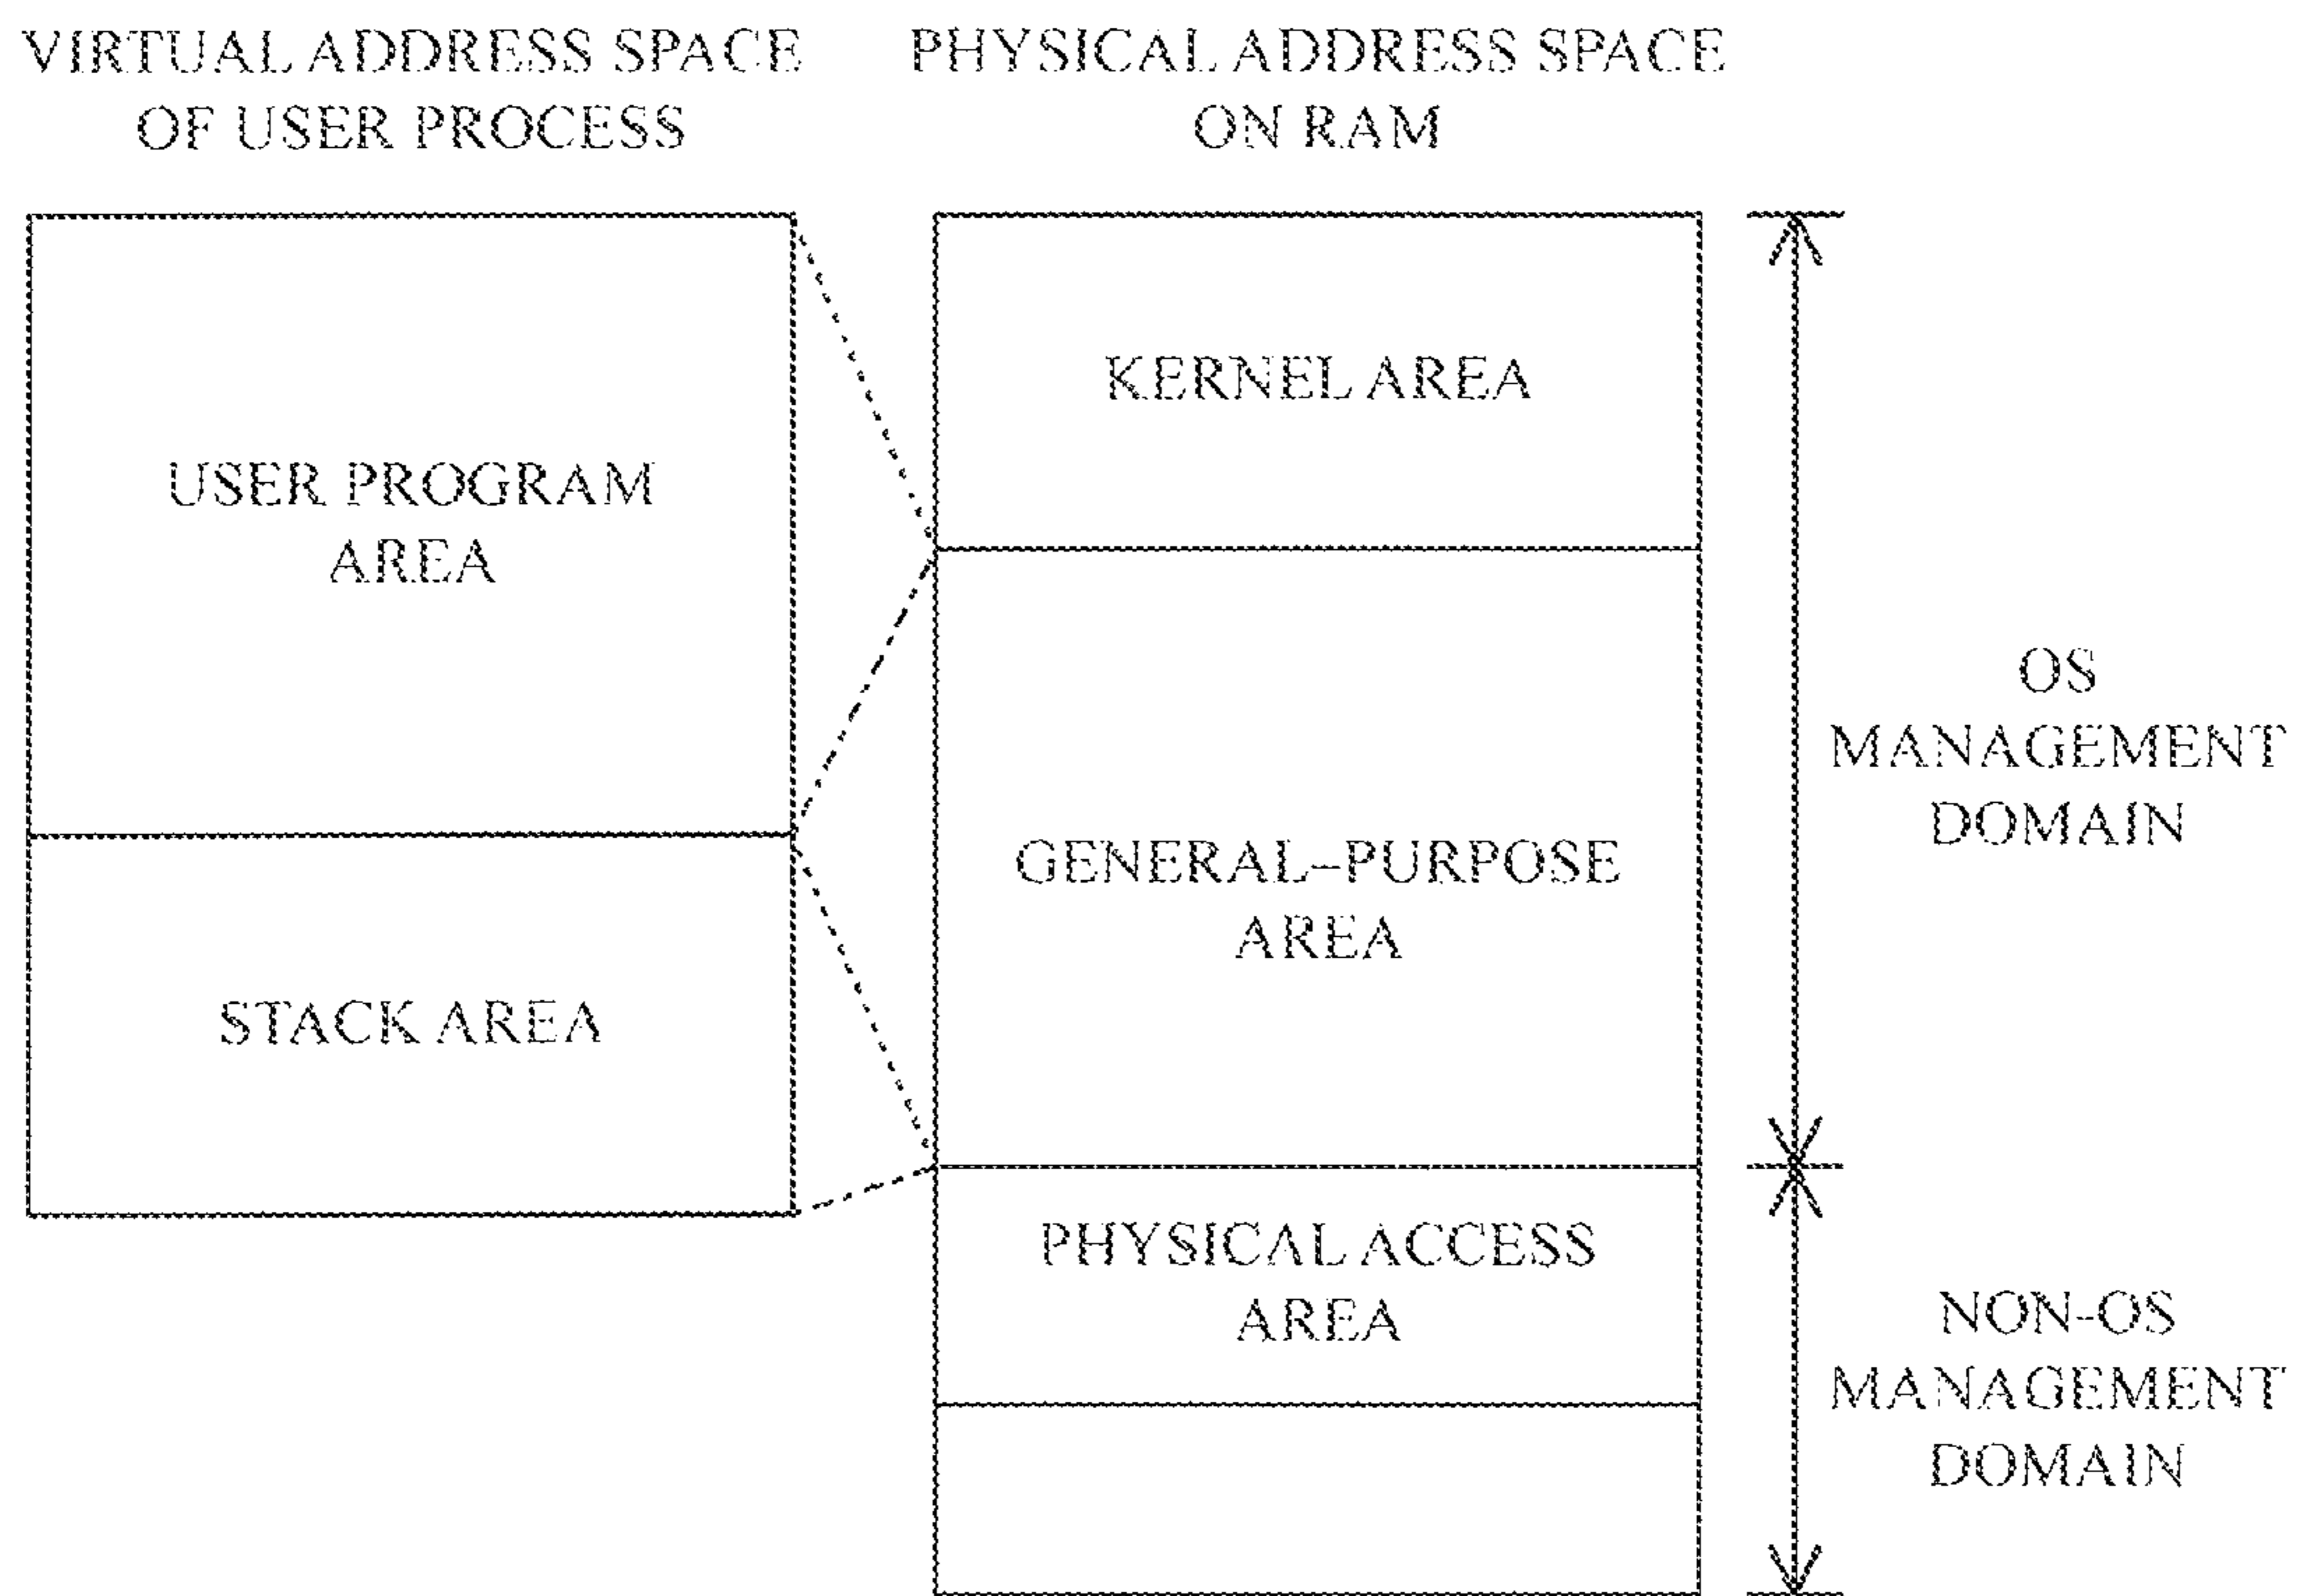 VIRTUAL ADDRESS SPACE
OF USER PROCESS
PHYSICAL ADDRESS SPACE
ON RAM
USER PROGRAM
AREA
STACK AREA
KERNEL AREA
GENERAL-PURPOSE
AREA
PHYSICAL ACCESS
AREA
OS
MANAGEMENT
DOMAIN
NON-OS
MANAGEMENT
DOMAIN